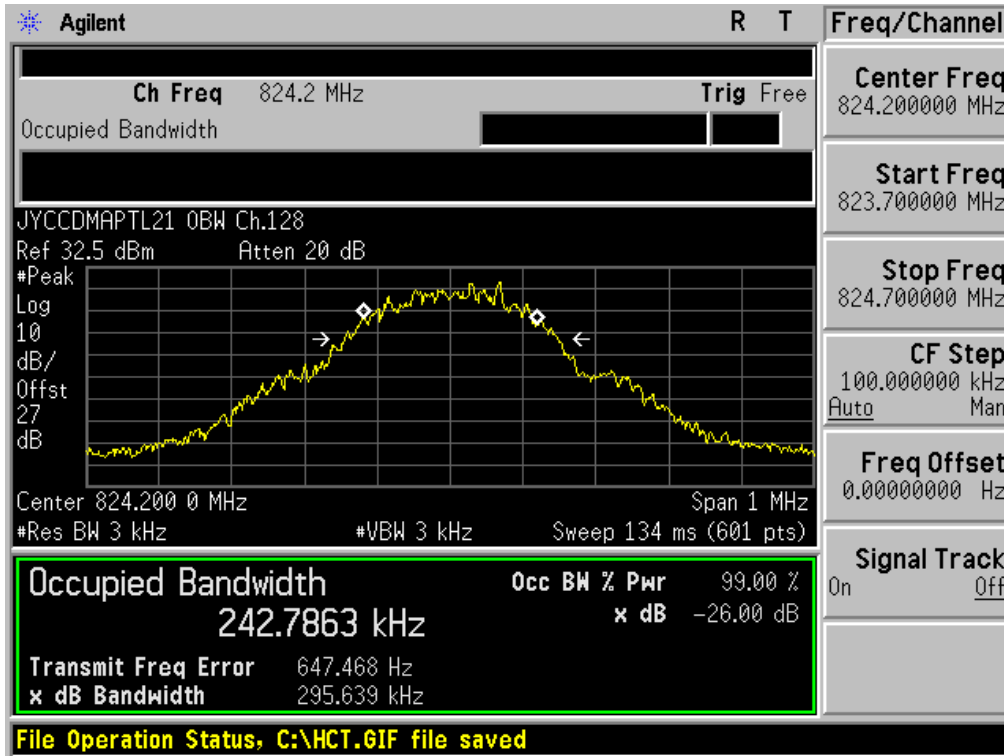 Agilent R T
Ch Freq 824.2 MHz Trig Free
Occupied Bandwidth
JYCCDMAPTL21 OBW Ch.128
Ref 32.5 dBm Atten 20 dB
#Peak
Log
10
dB/
Offst
27
dB
Center 824.200 0 MHz Span 1 MHz
#Res BW 3 kHz #VBW 3 kHz Sweep 134 ms (601 pts)
Occupied Bandwidth
242.7863 kHz
Occ BW % Pwr 99.00 %
x dB -26.00 dB
Transmit Freq Error 647.468 Hz
x dB Bandwidth 295.639 kHz
File Operation Status, C:\HCT.GIF file saved
Freq/Channel
Center Freq
824.200000 MHz
Start Freq
823.700000 MHz
Stop Freq
824.700000 MHz
CF Step
100.000000 kHz
Auto Man
Freq Offset
0.00000000 Hz
Signal Track
On Off